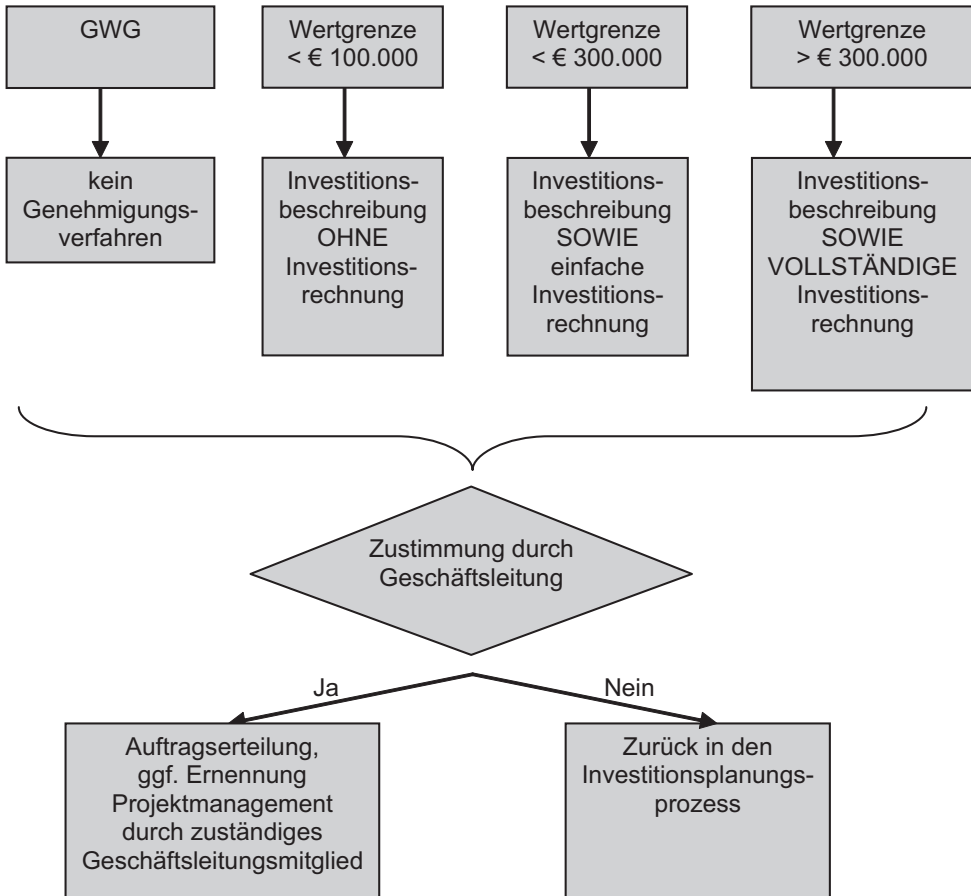 GWG
Wertgrenze
< € 100.000
Wertgrenze
< € 300.000
Wertgrenze
> € 300.000
kein
Genehmigungs-
verfahren
Investitions-
beschreibung
OHNE
Investitions-
rechnung
Investitions-
beschreibung
SOWIE
einfache
Investitions-
rechnung
Investitions-
beschreibung
SOWIE
VOLLSTÄNDIGE
Investitions-
rechnung
Zustimmung durch
Geschäftsleitung
Ja
Nein
Auftragserteilung,
ggf. Ernennung
Projektmanagement
durch zuständiges
Geschäftsleitungsmitglied
Zurück in den
Investitionsplanungs-
prozess